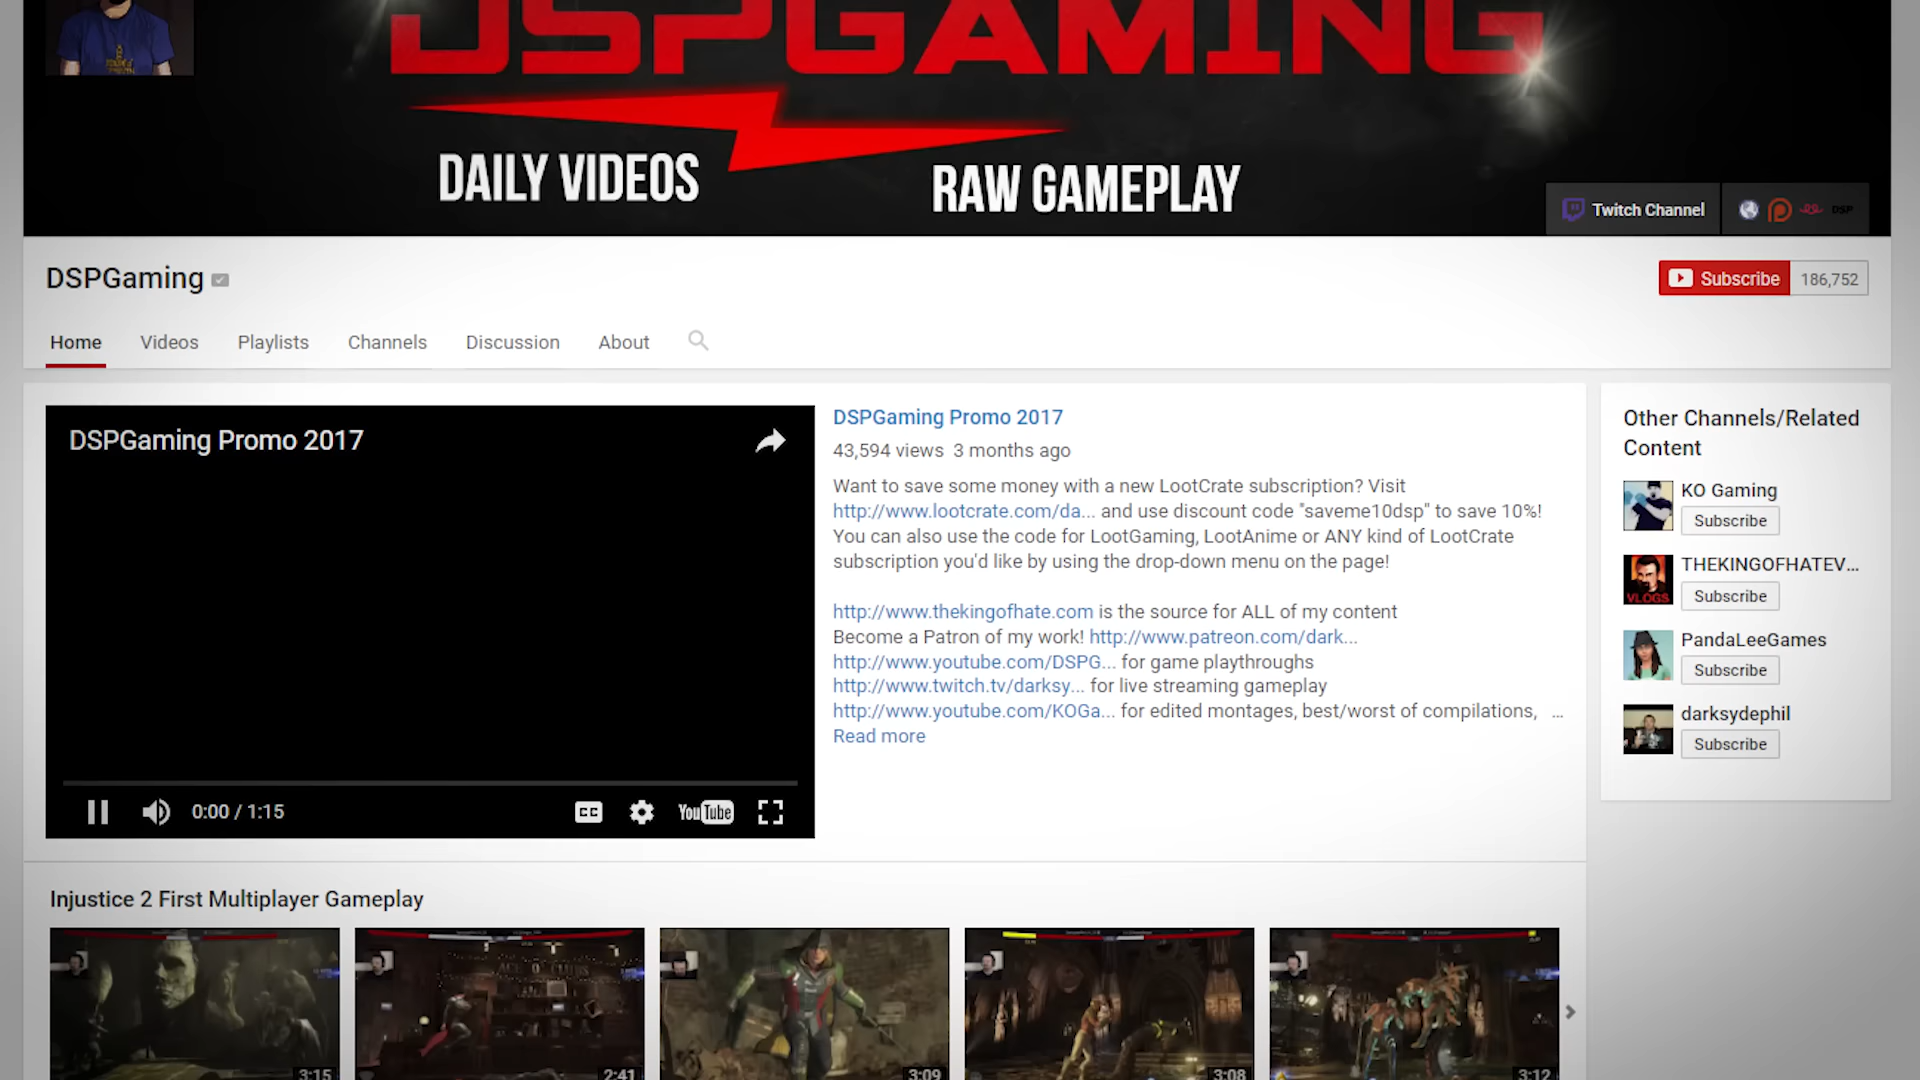 DSPGAMING
DAILY VIDEOS
RAW GAMEPLAY
Twitch Channel
DSP
DSPGaming
Subscribe 186,752
Home Videos Playlists Channels Discussion About
DSPGaming Promo 2017
0:00 / 1:15
CC
YouTube
DSPGaming Promo 2017
43,594 views 3 months ago
Want to save some money with a new LootCrate subscription? Visit
http://www.lootcrate.com/da... and use discount code "saveme10dsp" to save 10%!
You can also use the code for LootGaming, LootAnime or ANY kind of LootCrate
subscription you'd like by using the drop-down menu on the page!
http://www.thekingofhate.com is the source for ALL of my content
Become a Patron of my work! http://www.patreon.com/dark...
http://www.youtube.com/DSPG... for game playthroughs
http://www.twitch.tv/darksy... for live streaming gameplay
http://www.youtube.com/KOGa... for edited montages, best/worst of compilations, ...
Read more
Other Channels/Related
Content
KO Gaming
Subscribe
THEKINGOFHATEV...
VLOGS
Subscribe
PandaLeeGames
Subscribe
darksydephil
Subscribe
Injustice 2 First Multiplayer Gameplay
ACE O' CLUBS
3:15
2:41
3:09
3:08
3:12